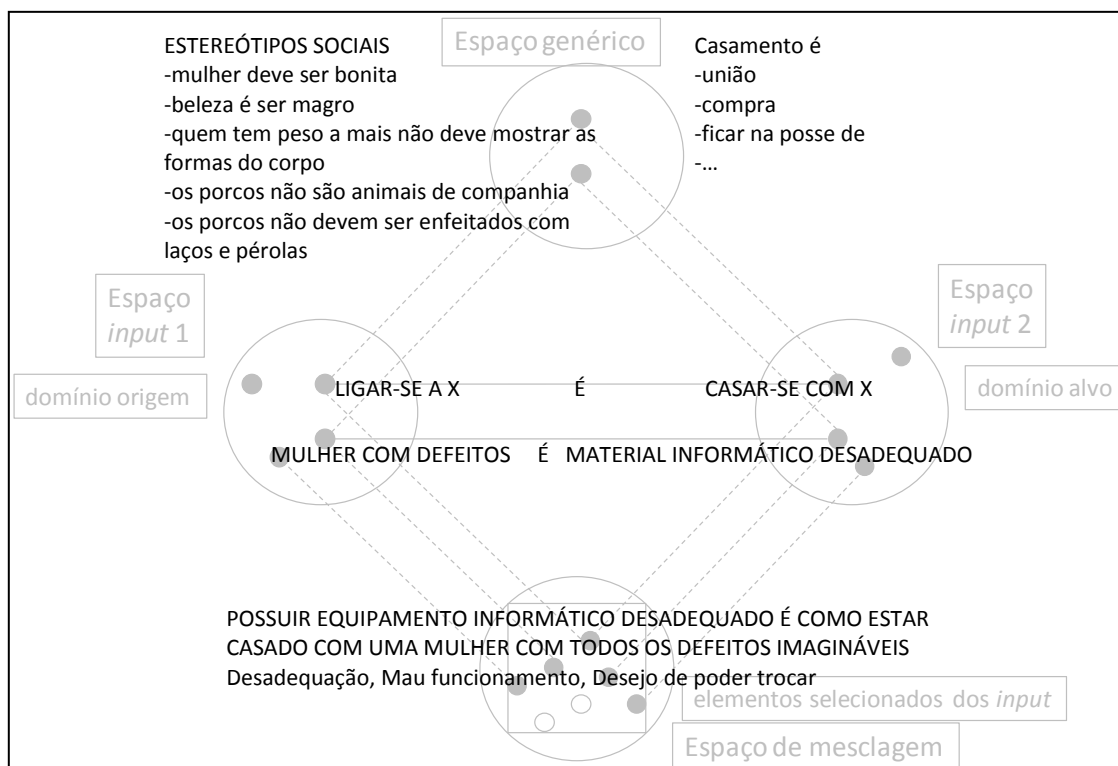 ESTEREÓTIPOS SOCIAIS
-mulher deve ser bonita
-beleza é ser magro
-quem tem peso a mais não deve mostrar as
formas do corpo
-os porcos não são animais de companhia
-os porcos não devem ser enfeitados com
laços e pérolas
Espaço genérico
Casamento é
-união
-compra
-ficar na posse de
-...
Espaço
input 1
domínio origem
Espaço
input 2
domínio alvo
LIGAR-SE A X É CASAR-SE COM X
MULHER COM DEFEITOS É MATERIAL INFORMÁTICO DESADEQUADO
POSSUIR EQUIPAMENTO INFORMÁTICO DESADEQUADO É COMO ESTAR
CASADO COM UMA MULHER COM TODOS OS DEFEITOS IMAGINÁVEIS
Desadequação, Mau funcionamento, Desejo de poder trocar
elementos selecionados dos input
Espaço de mesclagem